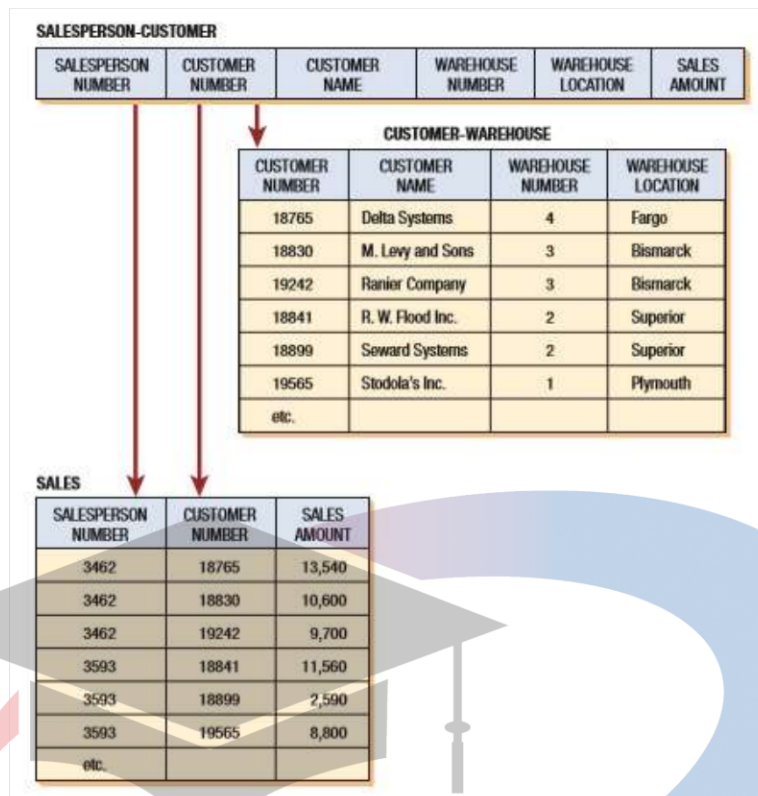 SALESPERSON-CUSTOMER
SALESPERSON NUMBER CUSTOMER NUMBER CUSTOMER NAME WAREHOUSE NUMBER WAREHOUSE LOCATION SALES AMOUNT
CUSTOMER-WAREHOUSE
CUSTOMER NUMBER CUSTOMER NAME WAREHOUSE NUMBER WAREHOUSE LOCATION
18765 Delta Systems 4 Fargo
18830 M. Levy and Sons 3 Bismarck
19242 Ranier Company 3 Bismarck
18841 R. W. Flood Inc. 2 Superior
18899 Seward Systems 2 Superior
19565 Stodola's Inc. 1 Plymouth
etc.
SALES
SALESPERSON NUMBER CUSTOMER NUMBER SALES AMOUNT
3462 18765 13,540
3462 18830 10,600
3462 19242 9,700
3593 18841 11,560
3593 18899 2,590
3593 19565 8,800
etc.